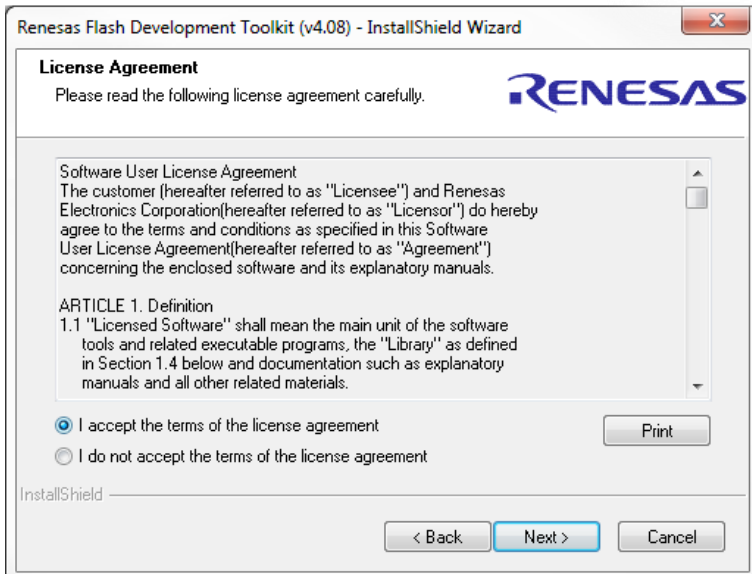 Renesas Flash Development Toolkit (v4.08) - InstallShield Wizard
License Agreement
Please read the following license agreement carefully.
RENESAS
Software User License Agreement
The customer (hereafter referred to as "Licensee") and Renesas
Electronics Corporation(hereafter referred to as "Licensor") do hereby
agree to the terms and conditions as specified in this Software
User License Agreement(hereafter referred to as "Agreement")
concerning the enclosed software and its explanatory manuals.
ARTICLE 1. Definition
1.1 "Licensed Software" shall mean the main unit of the software
tools and related executable programs, the "Library" as defined
in Section 1.4 below and documentation such as explanatory
manuals and all other related materials.
I accept the terms of the license agreement
Print
I do not accept the terms of the license agreement
InstallShield
< Back
Next >
Cancel